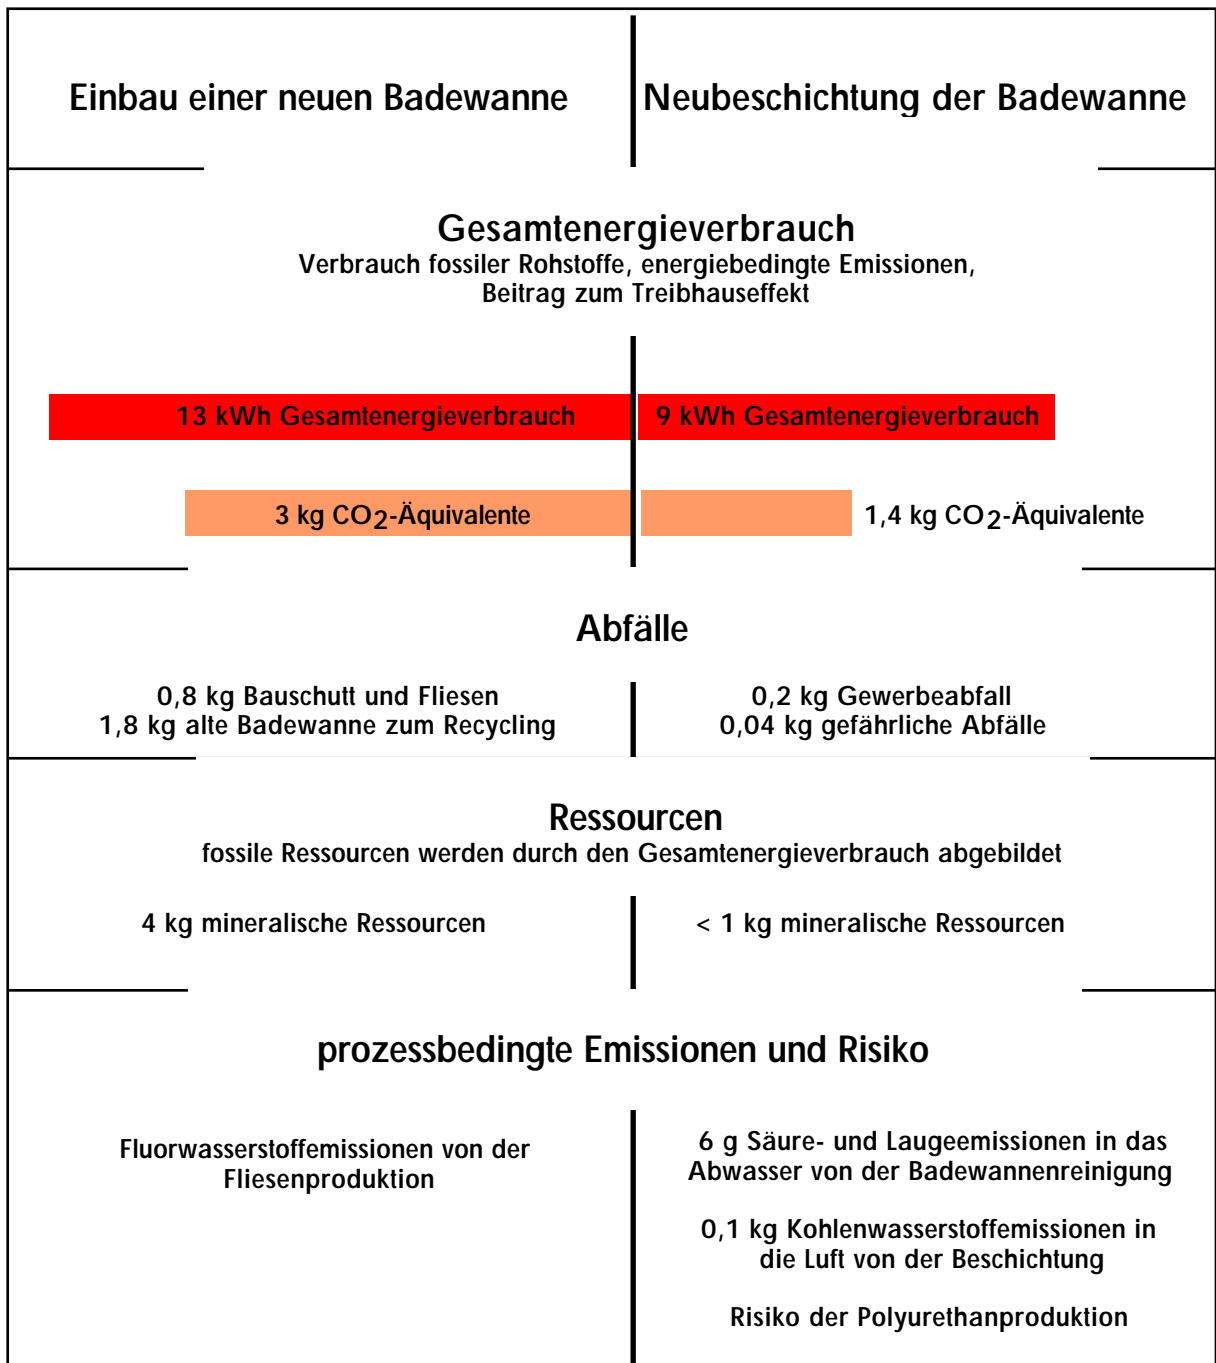 Einbau einer neuen Badewanne
Neubeschichtung der Badewanne
Gesamtenergieverbrauch
Verbrauch fossiler Rohstoffe, energiebedingte Emissionen,
Beitrag zum Treibhauseffekt
13 kWh Gesamtenergieverbrauch
9 kWh Gesamtenergieverbrauch
3 kg CO2-Äquivalente
1,4 kg CO2-Äquivalente
Abfälle
0,8 kg Bauschutt und Fliesen
1,8 kg alte Badewanne zum Recycling
0,2 kg Gewerbeabfall
0,04 kg gefährliche Abfälle
Ressourcen
fossile Ressourcen werden durch den Gesamtenergieverbrauch abgebildet
4 kg mineralische Ressourcen
< 1 kg mineralische Ressourcen
prozessbedingte Emissionen und Risiko
Fluorwasserstoffemissionen von der
Fliesenproduktion
6 g Säure- und Laugeemissionen in das
Abwasser von der Badewannenreinigung
0,1 kg Kohlenwasserstoffemissionen in
die Luft von der Beschichtung
Risiko der Polyurethanproduktion